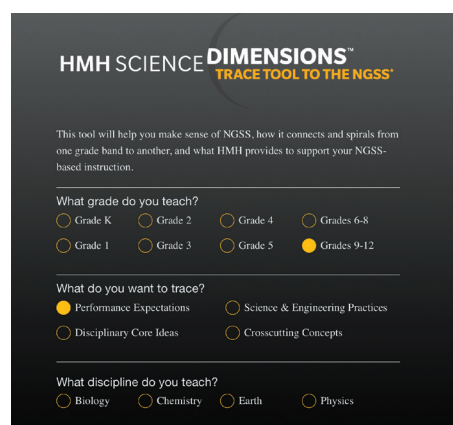 HMH SCIENCE DIMENSIONS™
TRACE TOOL TO THE NGSS*
This tool will help you make sense of NGSS, how it connects and spirals from
one grade band to another, and what HMH provides to support your NGSS-
based instruction.
What grade do you teach?
Grade K Grade 2 Grade 4 Grades 6-8
Grade 1 Grade 3 Grade 5 Grades 9-12
What do you want to trace?
Performance Expectations Science & Engineering Practices
Disciplinary Core Ideas Crosscutting Concepts
What discipline do you teach?
Biology Chemistry Earth Physics